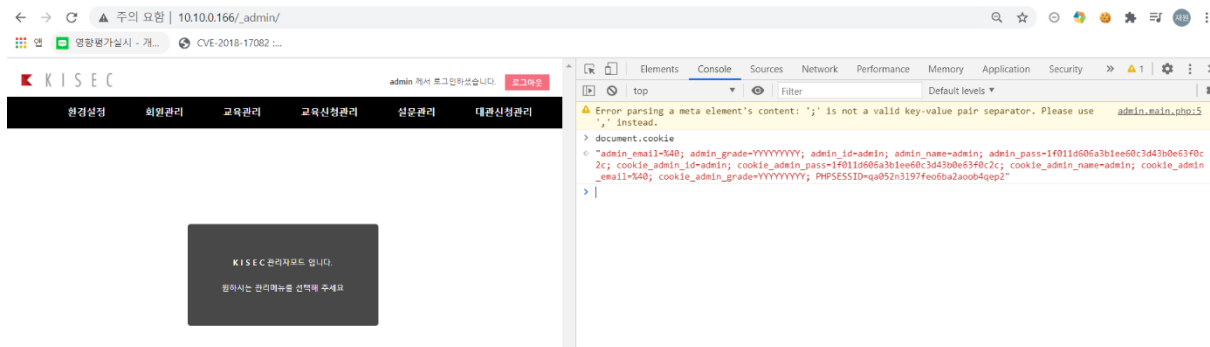 주의 요함 | 10.10.0.166/_admin/
재원
앱 영향평가실시 - 개... CVE-2018-17082 :...
KISEC
admin 께서 로그인하셨습니다. 로그아웃
환경설정 회원관리 교육관리 교육신청관리 설문관리 대관신청관리
KISEC 관리자모드 입니다.
원하시는 관리메뉴를 선택해 주세요
Elements Console Sources Network Performance Memory Application Security » 1
top Filter Default levels ▼
Error parsing a meta element's content: ';' is not a valid key-value pair separator. Please use admin.main.php:5
',' instead.
> document.cookie
"admin_email=%40; admin_grade=YYYYYYYYY; admin_id=admin; admin_name=admin; admin_pass=1f011d606a3b1ee60c3d43b0e63f0c
2c; cookie_admin_id=admin; cookie_admin_pass=1f011d606a3b1ee60c3d43b0e63f0c2c; cookie_admin_name=admin; cookie_admin
_email=%40; cookie_admin_grade=YYYYYYYYY; PHPSESSID=qa052n3l97feo6ba2aoob4qep2"
>